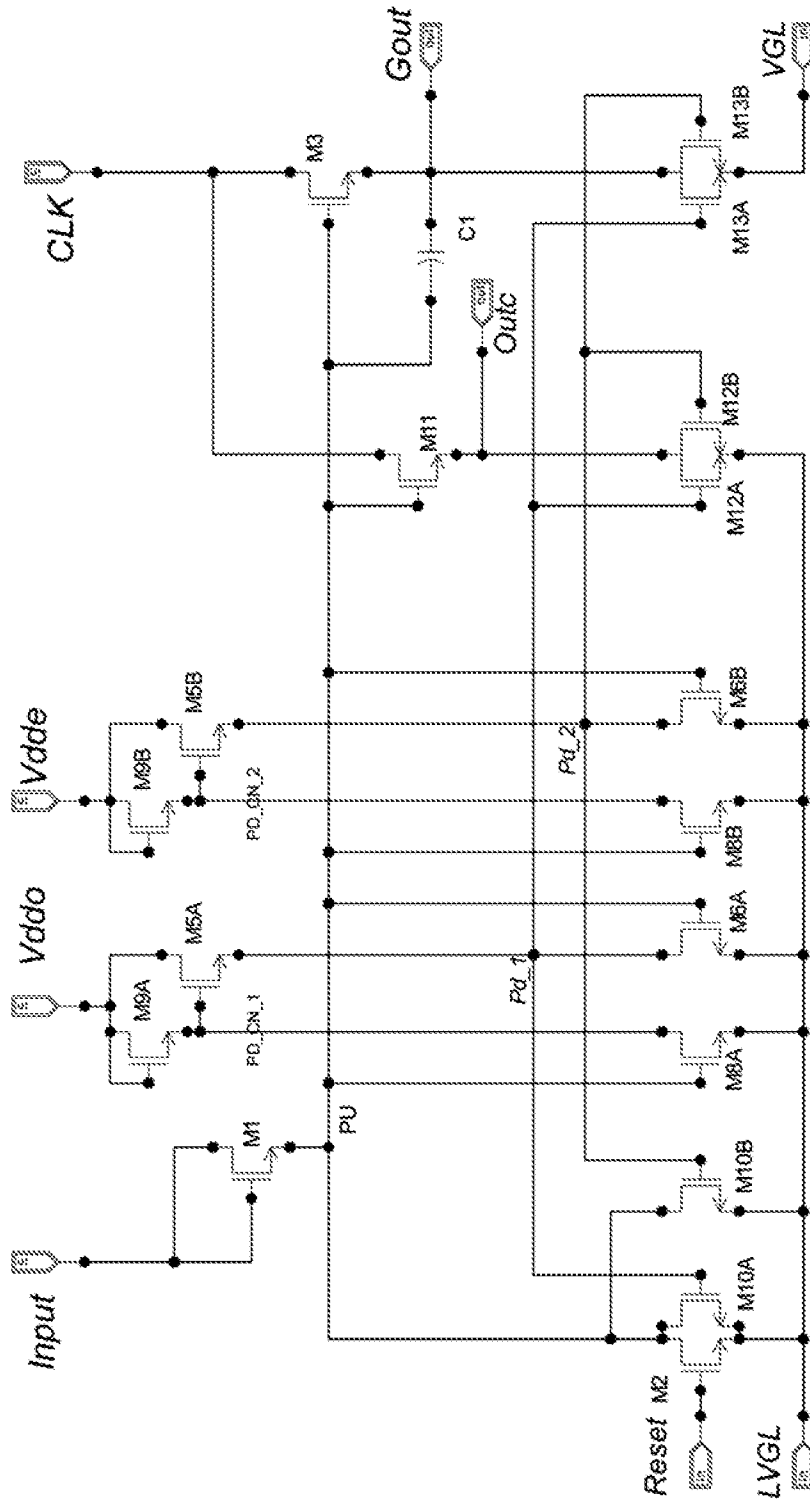 Input
Vddo
Vdde
CLK
M1
M9A
M5A
M9B
M5B
M3
PD_CN_1
PD_CN_2
PU
M11
C1
Gout
Outc
Pd_1
Pd_2
Reset
M2
M10A
M10B
M8A
M6A
M8B
M6B
M12A
M12B
M13A
M13B
LVGL
VGL